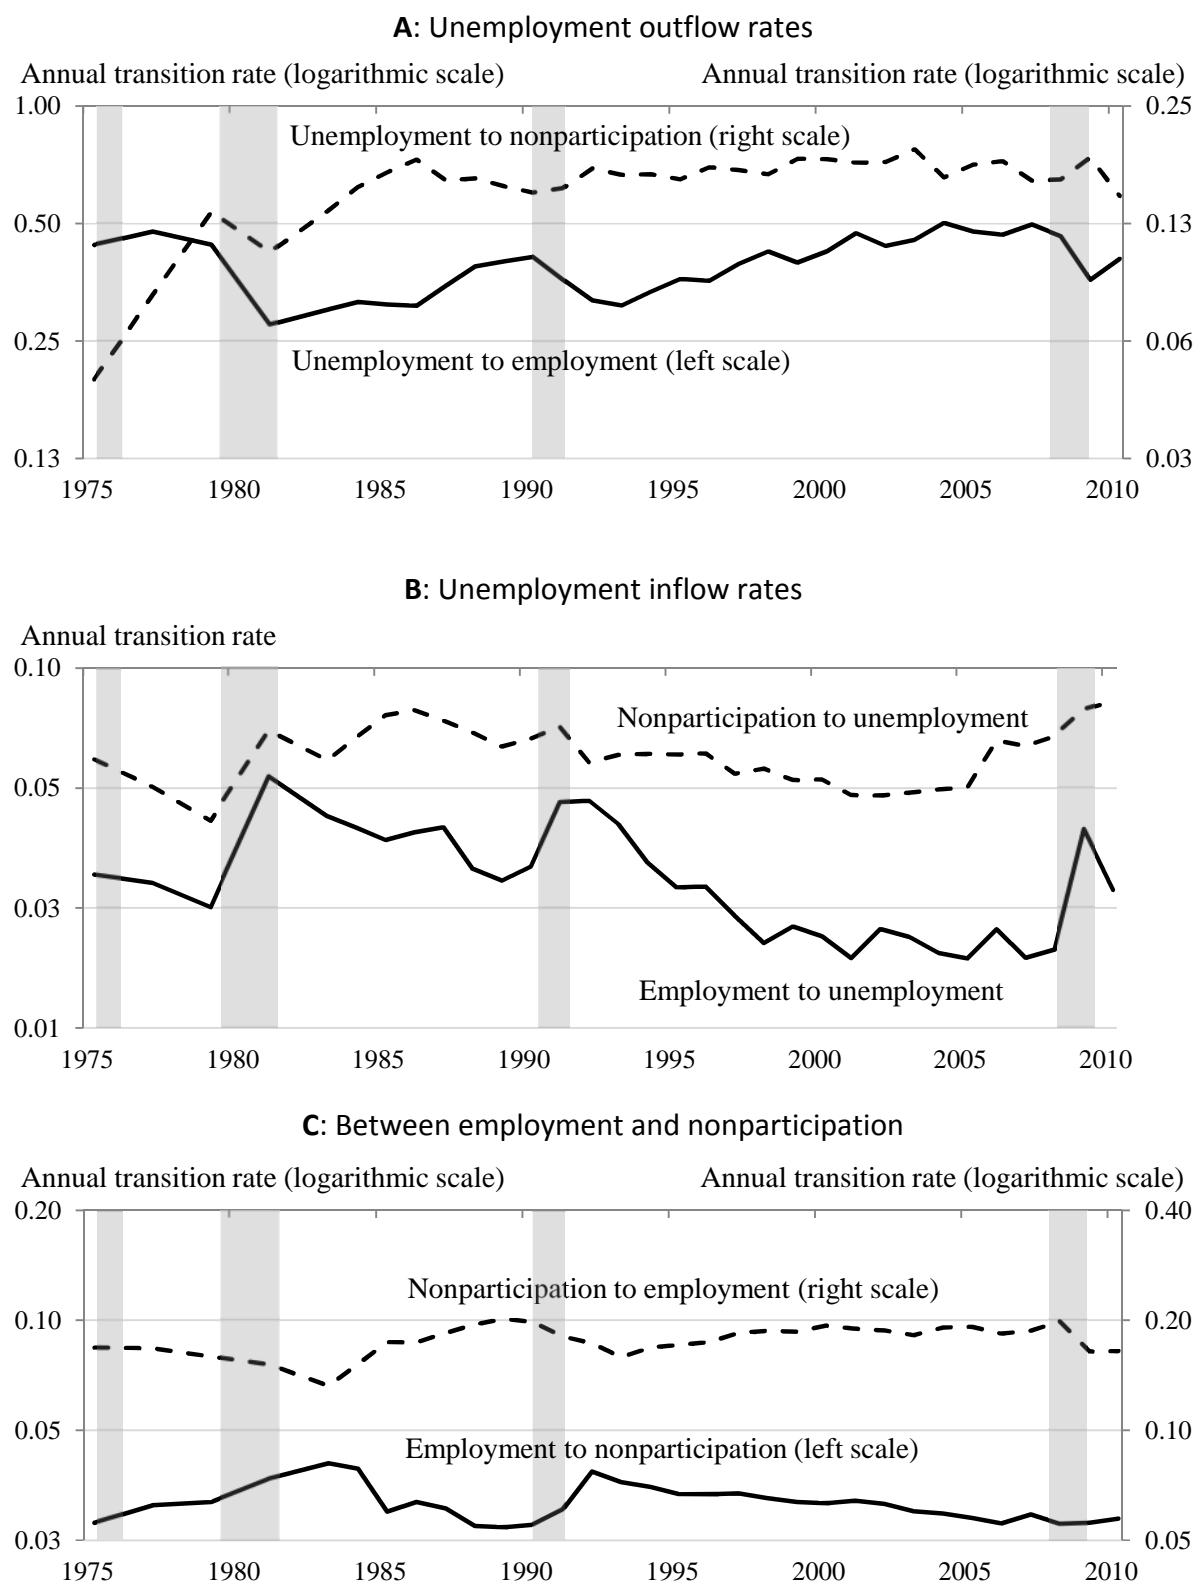 A: Unemployment outflow rates
Annual transition rate (logarithmic scale) Annual transition rate (logarithmic scale)
1.00 0.25
Unemployment to nonparticipation (right scale)
0.50 0.13
0.25 0.06
Unemployment to employment (left scale)
0.13 0.03
1975 1980 1985 1990 1995 2000 2005 2010
B: Unemployment inflow rates
Annual transition rate
0.10
Nonparticipation to unemployment
0.05
0.03
Employment to unemployment
0.01
1975 1980 1985 1990 1995 2000 2005 2010
C: Between employment and nonparticipation
Annual transition rate (logarithmic scale) Annual transition rate (logarithmic scale)
0.20 0.40
Nonparticipation to employment (right scale)
0.10 0.20
0.05 0.10
Employment to nonparticipation (left scale)
0.03 0.05
1975 1980 1985 1990 1995 2000 2005 2010